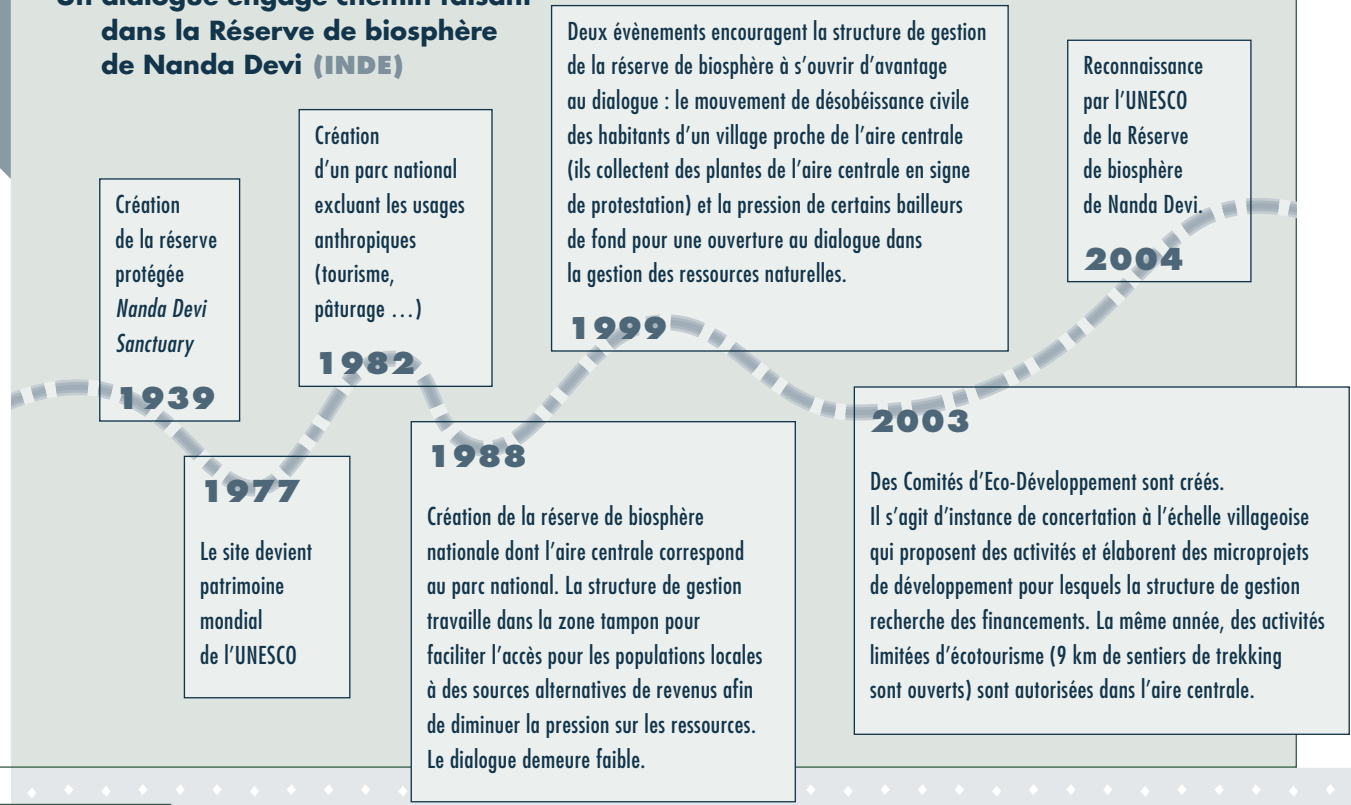 Un dialogue engagé chemin faisant
dans la Réserve de biosphère
de Nanda Devi (INDE)
Création
de la réserve
protégée
Nanda Devi
Sanctuary
1939
1977
Le site devient
patrimoine
mondial
de l'UNESCO
Création
d'un parc national
excluant les usages
anthropiques
(tourisme,
pâturage …)
1982
1988
Création de la réserve de biosphère
nationale dont l'aire centrale correspond
au parc national. La structure de gestion
travaille dans la zone tampon pour
faciliter l'accès pour les populations locales
à des sources alternatives de revenus afin
de diminuer la pression sur les ressources.
Le dialogue demeure faible.
Deux évènements encouragent la structure de gestion
de la réserve de biosphère à s'ouvrir d'avantage
au dialogue : le mouvement de désobéissance civile
des habitants d'un village proche de l'aire centrale
(ils collectent des plantes de l'aire centrale en signe
de protestation) et la pression de certains bailleurs
de fond pour une ouverture au dialogue dans
la gestion des ressources naturelles.
1999
2003
Des Comités d'Eco-Développement sont créés.
Il s'agit d'instance de concertation à l'échelle villageoise
qui proposent des activités et élaborent des microprojets
de développement pour lesquels la structure de gestion
recherche des financements. La même année, des activités
limitées d'écotourisme (9 km de sentiers de trekking
sont ouverts) sont autorisées dans l'aire centrale.
Reconnaissance
par l'UNESCO
de la Réserve
de biosphère
de Nanda Devi.
2004